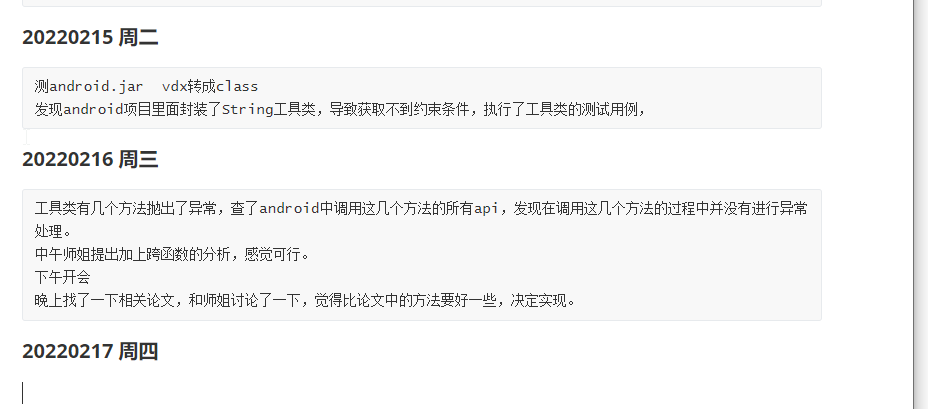 20220215 周二
测android.jar  vdx转成class
发现android项目里面封装了String工具类，导致获取不到约束条件，执行了工具类的测试用例，
20220216 周三
工具类有几个方法抛出了异常，查了android中调用这几个方法的所有api，发现在调用这几个方法的过程中并没有进行异常
处理。
中午师姐提出加上跨函数的分析，感觉可行。
下午开会
晚上找了一下相关论文，和师姐讨论了一下，觉得比论文中的方法要好一些，决定实现。
20220217 周四